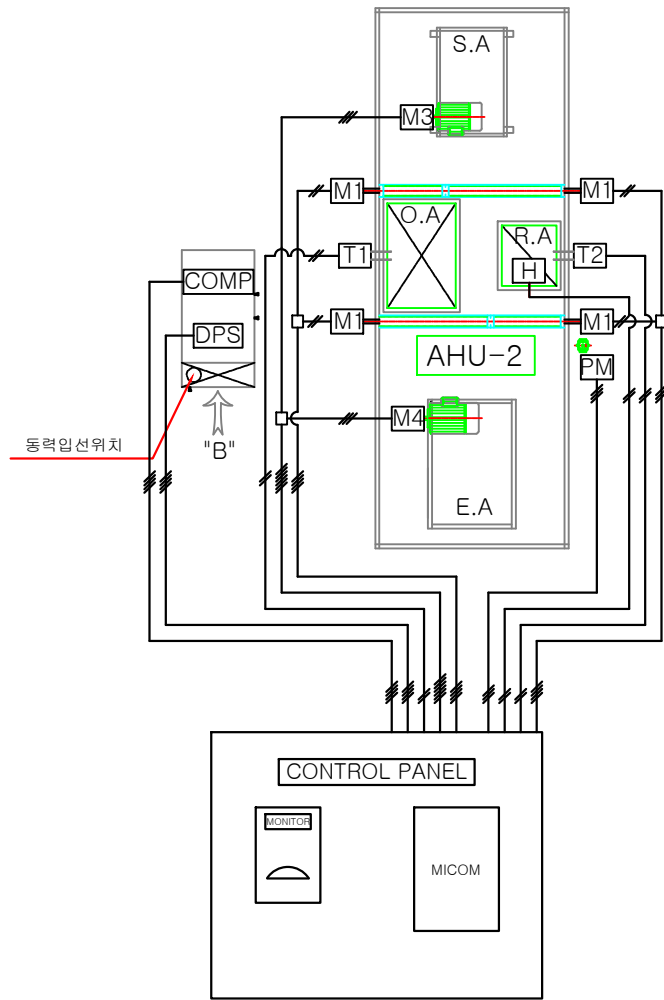 S.A
M3
M1
M1
O.A
R.A
T1
T2
H
COMP
DPS
M1
M1
AHU-2
PM
"B"
동력입선위치
M4
E.A
CONTROL PANEL
MONITOR
MICOM